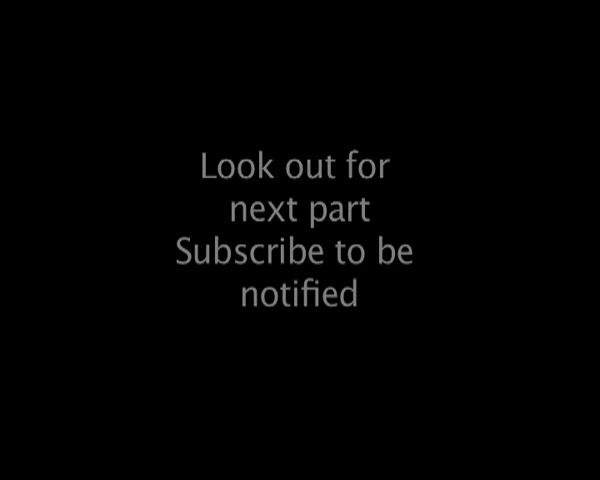 Look out for
next part
Subscribe to be
notified